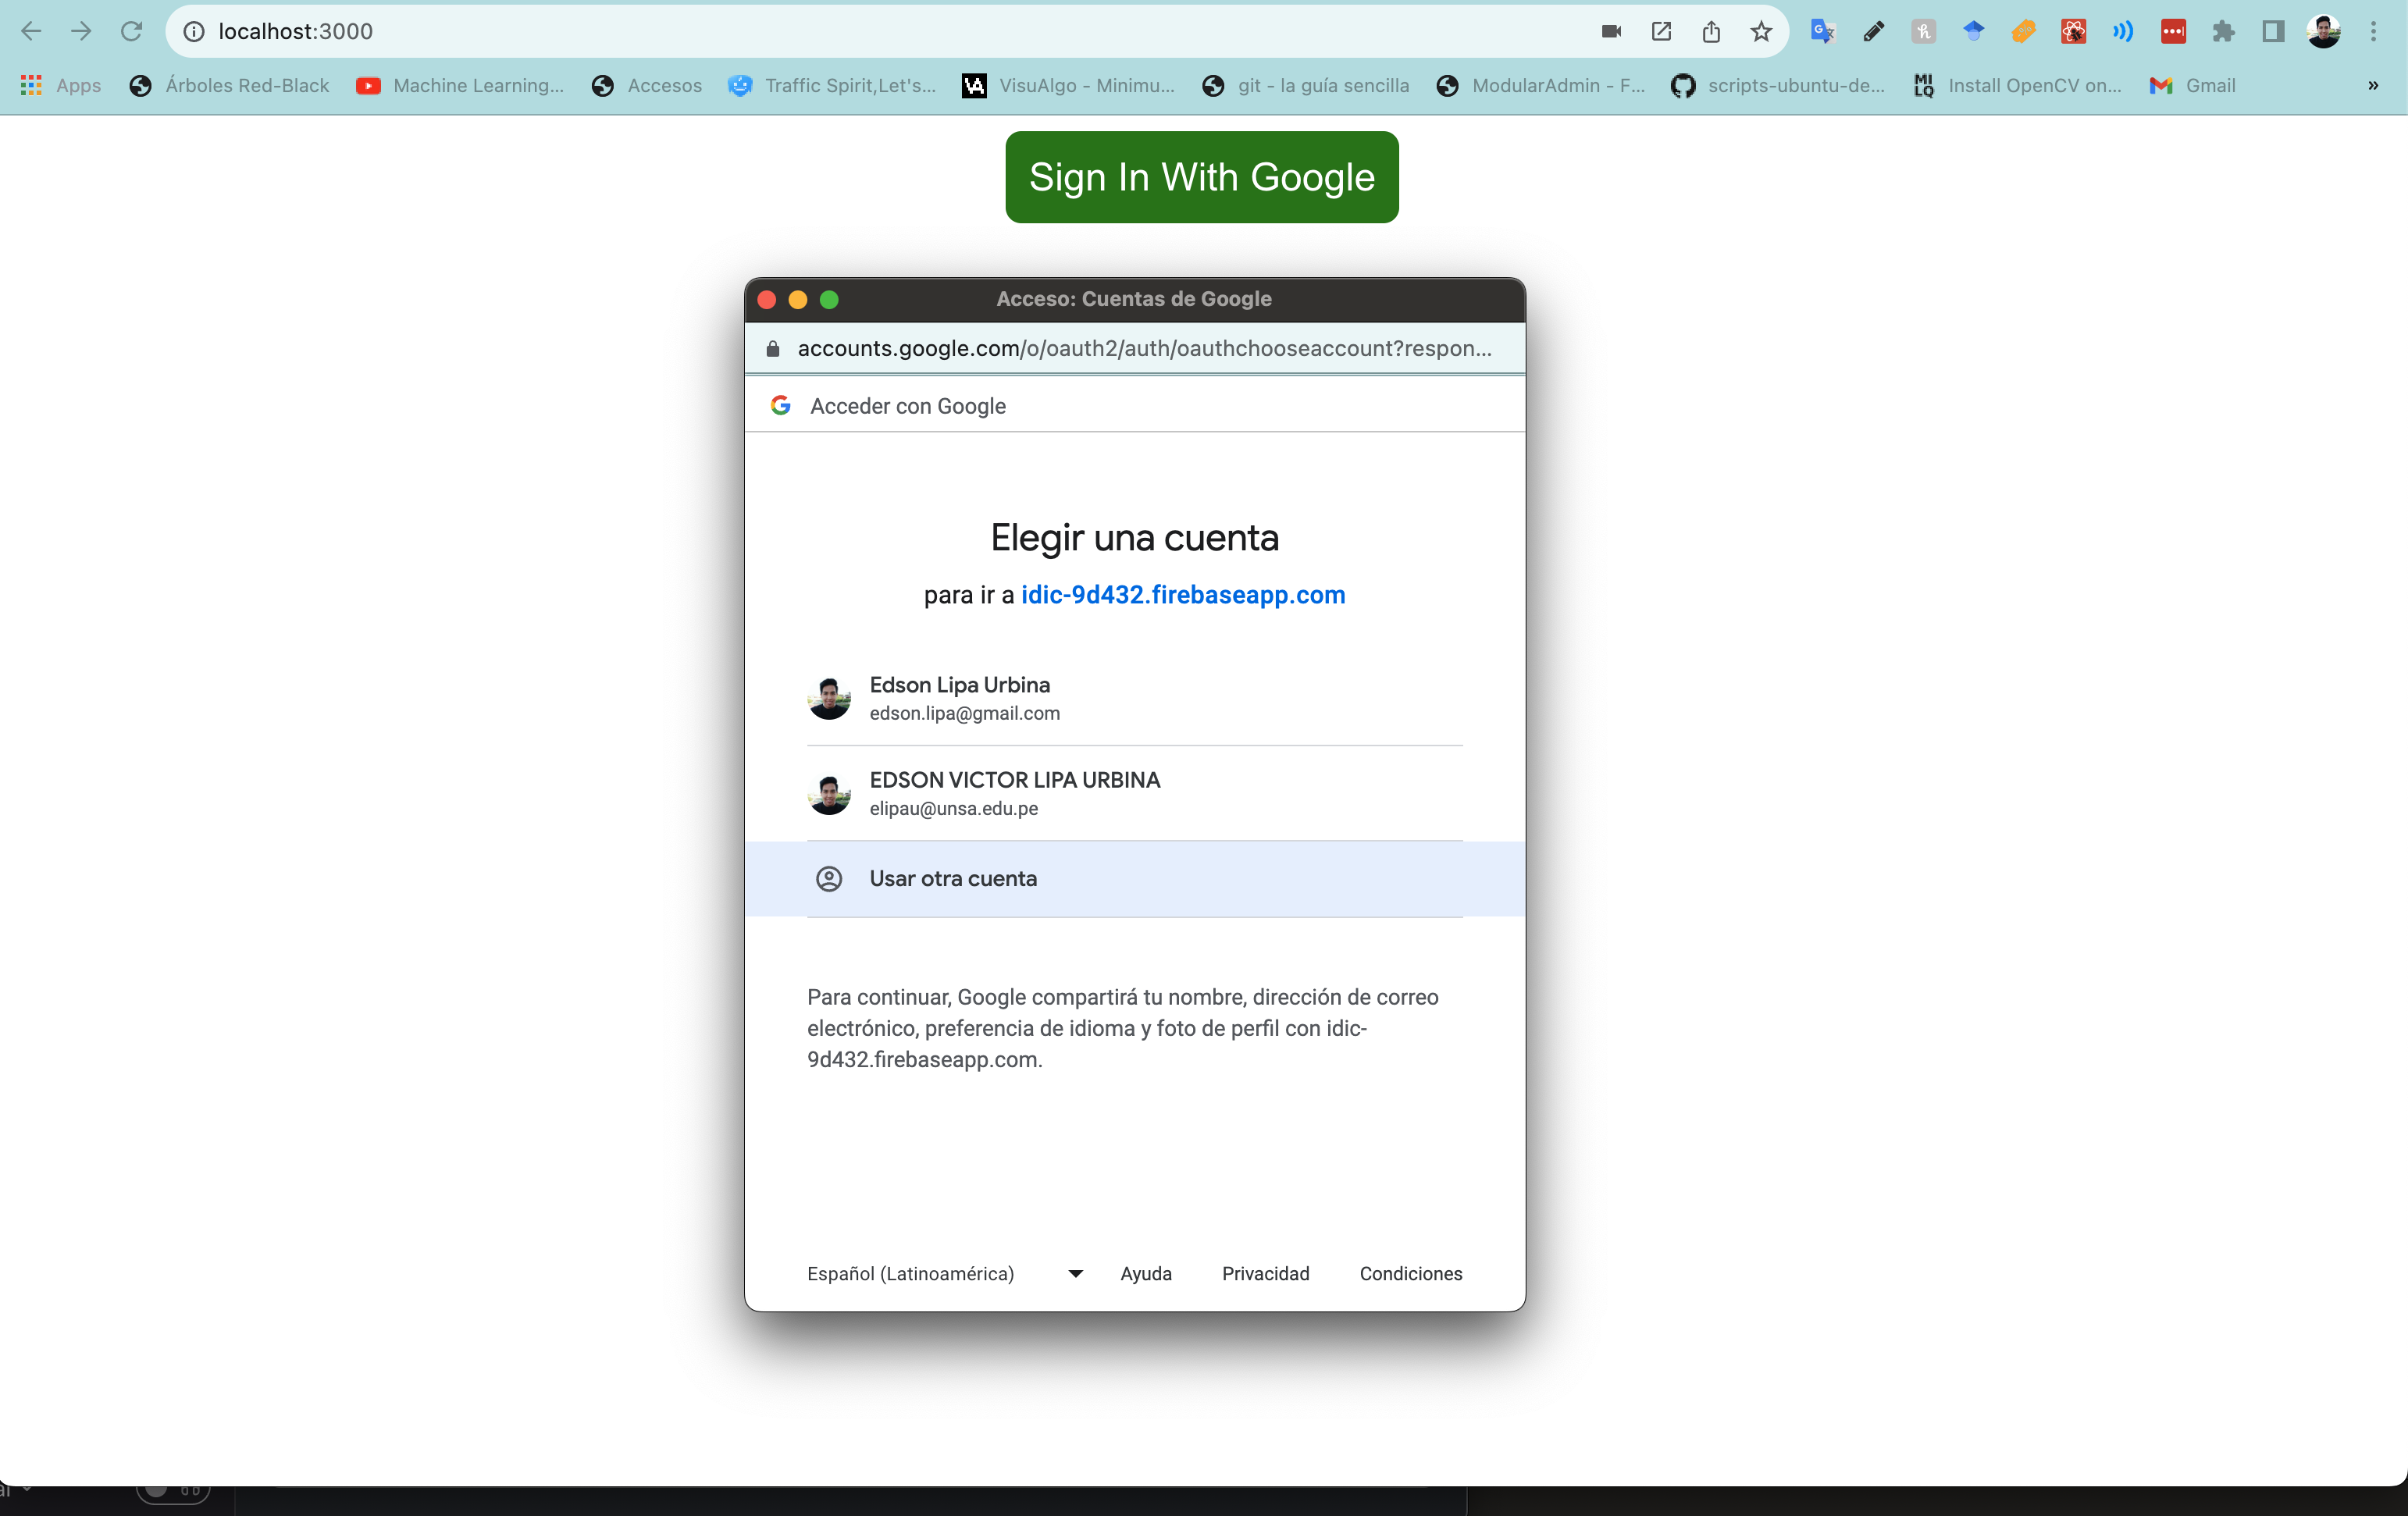 localhost:3000
Apps Árboles Red-Black Machine Learning... Accesos Traffic Spirit,Let's... VisuAlgo - Minimu... git - la guía sencilla ModularAdmin - F... scripts-ubuntu-de... Install OpenCV on... Gmail »
Sign In With Google
Acceso: Cuentas de Google
accounts.google.com/o/oauth2/auth/oauthchooseaccount?respon...
Acceder con Google
Elegir una cuenta
para ir a idic-9d432.firebaseapp.com
Edson Lipa Urbina
edson.lipa@gmail.com
EDSON VICTOR LIPA URBINA
elipau@unsa.edu.pe
Usar otra cuenta
Para continuar, Google compartirá tu nombre, dirección de correo
electrónico, preferencia de idioma y foto de perfil con idic-
9d432.firebaseapp.com.
Español (Latinoamérica) Ayuda Privacidad Condiciones